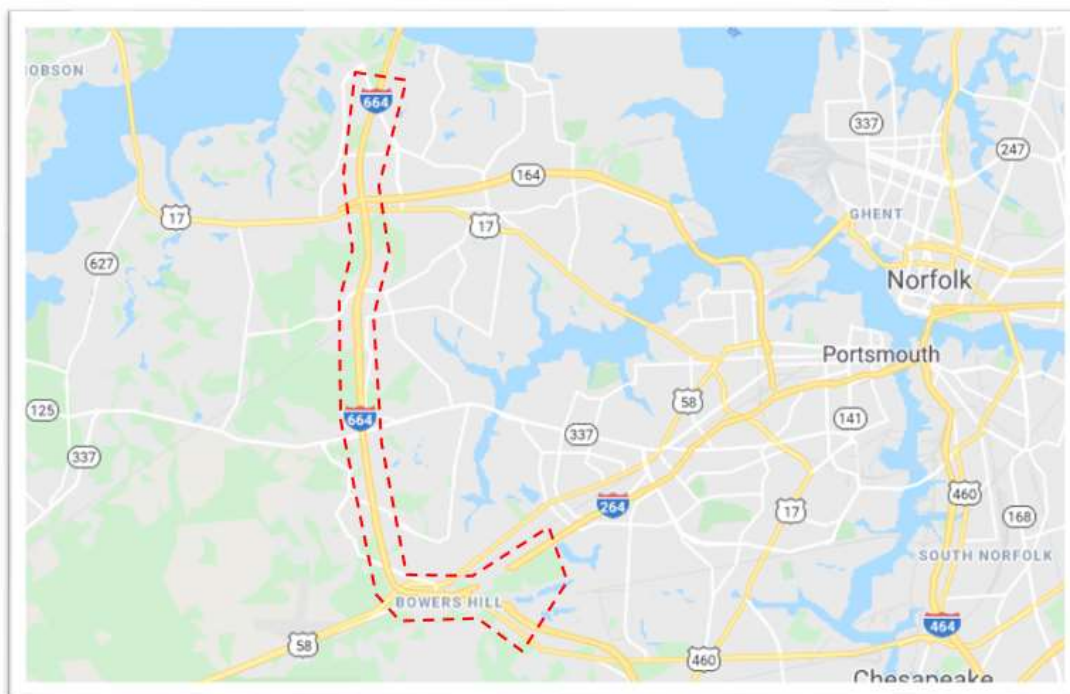 OBSON
664
337
247
164
17
17
GHENT
627
Norfolk
Portsmouth
58
125
664
337
141
337
460
264
17
168
SOUTH NORFOLK
BOWERS HILL
464
58
460
Chesapeake